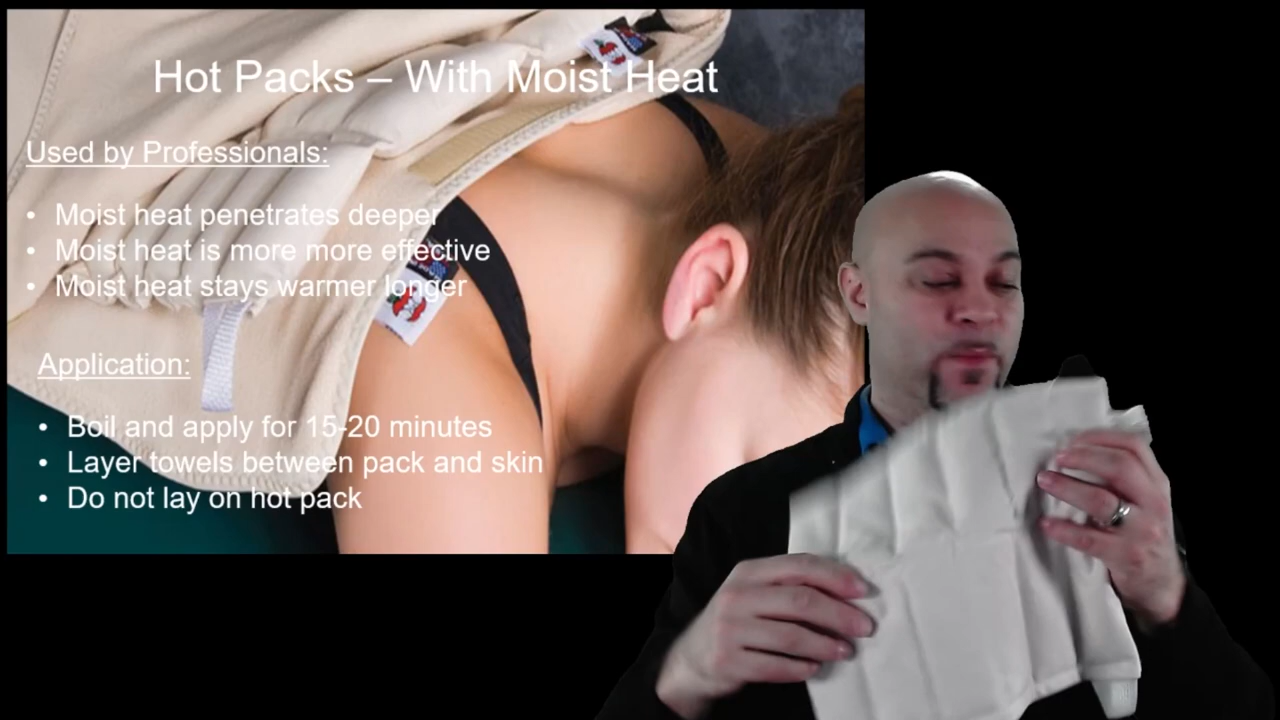 Hot Packs – With Moist Heat
Used by Professionals:
• Moist heat penetrates deeper
• Moist heat is more more effective
• Moist heat stays warmer longer
Application:
• Boil and apply for 15-20 minutes
• Layer towels between pack and skin
• Do not lay on hot pack